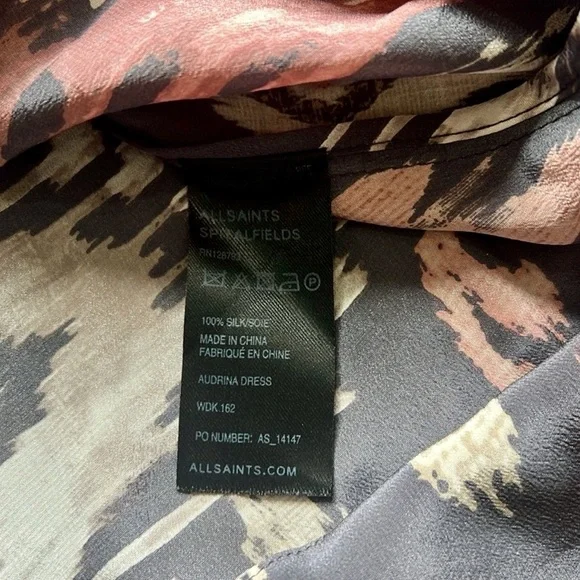 ALLSAINTS
SPITALFIELDS
P
100% SILK/SOIE
MADE IN CHINA
FABRIQUÉ EN CHINE
AUDRINA DRESS
WDK 162
PO NUMBER: AS_14147
ALLSAINTS.COM